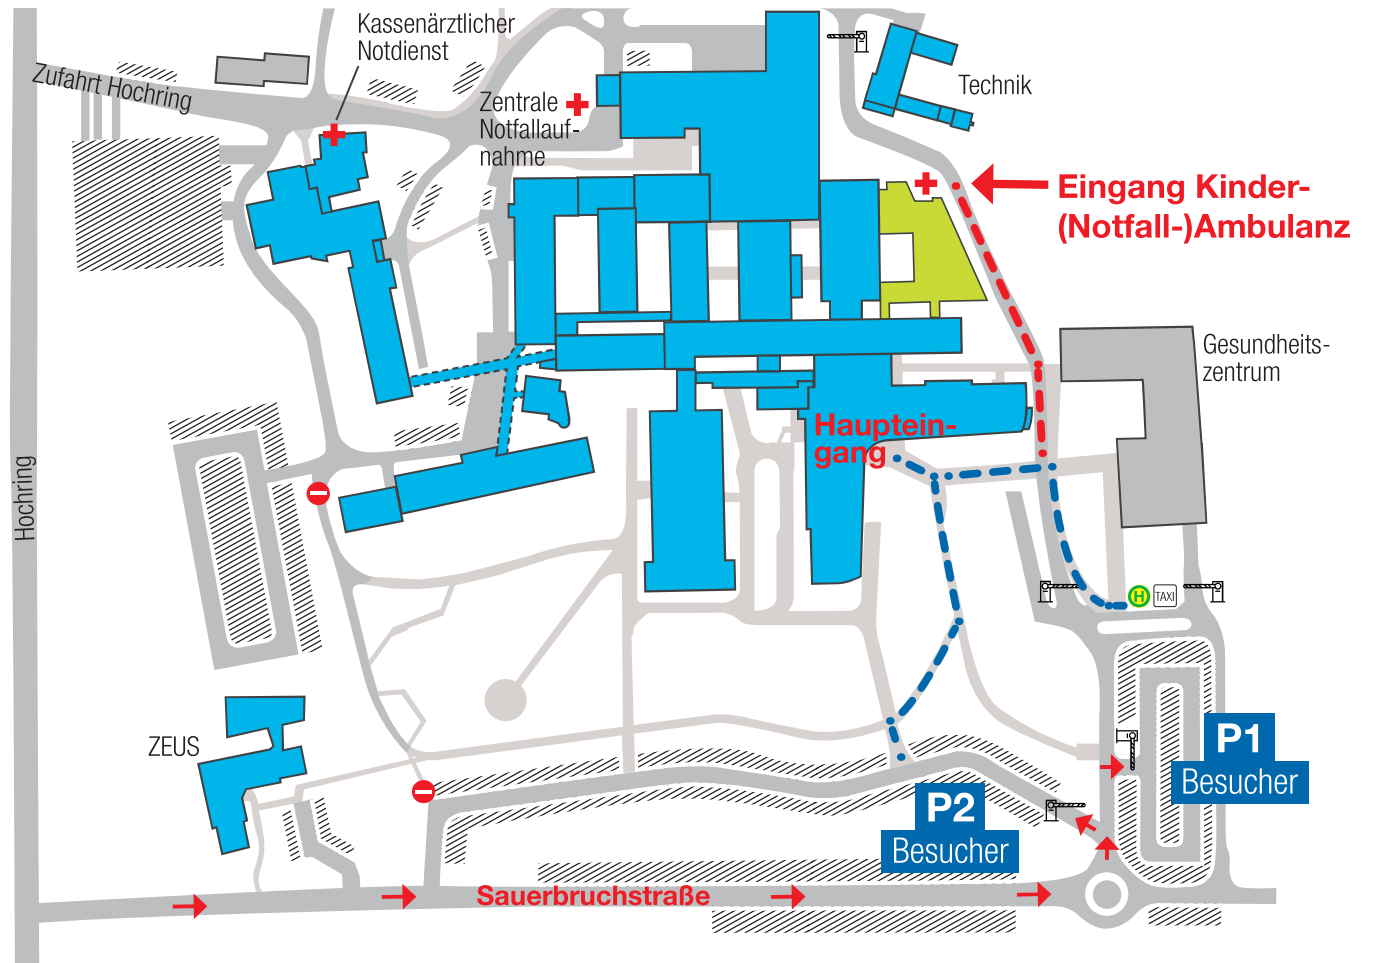 Kassenärztlicher
Notdienst
Zufahrt Hochring
Zentrale
Notfallauf-
nahme
Technik
Eingang Kinder-
(Notfall-)Ambulanz
Gesundheits-
zentrum
Hauptein-
gang
Hochring
H
TAXI
ZEUS
P1
Besucher
P2
Besucher
Sauerbruchstraße